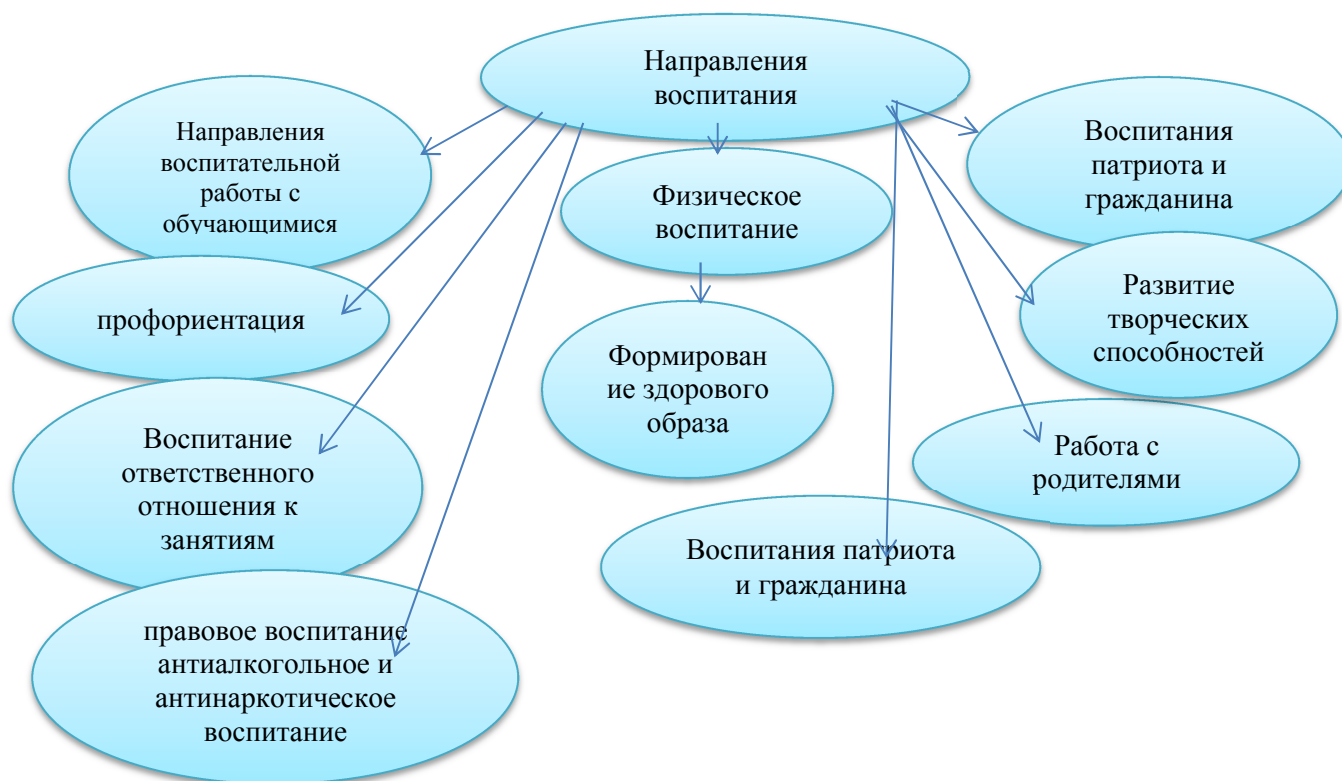 Направления
воспитания
Направления
воспитательной
работы с
обучающимися
Физическое
воспитание
Воспитания
патриота и
гражданина
профориентация
Формирован
ие здорового
образа
Развитие
творческих
способностей
Воспитание
ответственного
отношения к
занятиям
Работа с
родителями
Воспитания патриота
и гражданина
правовое воспитание
антиалкогольное и
антинаркотическое
воспитание